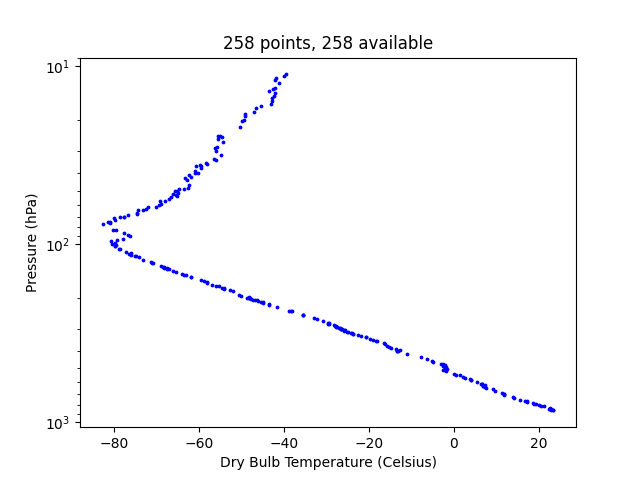 258 points, 258 available
10¹
10²
10³
Pressure (hPa)
−80 −60 −40 −20 0 20
Dry Bulb Temperature (Celsius)